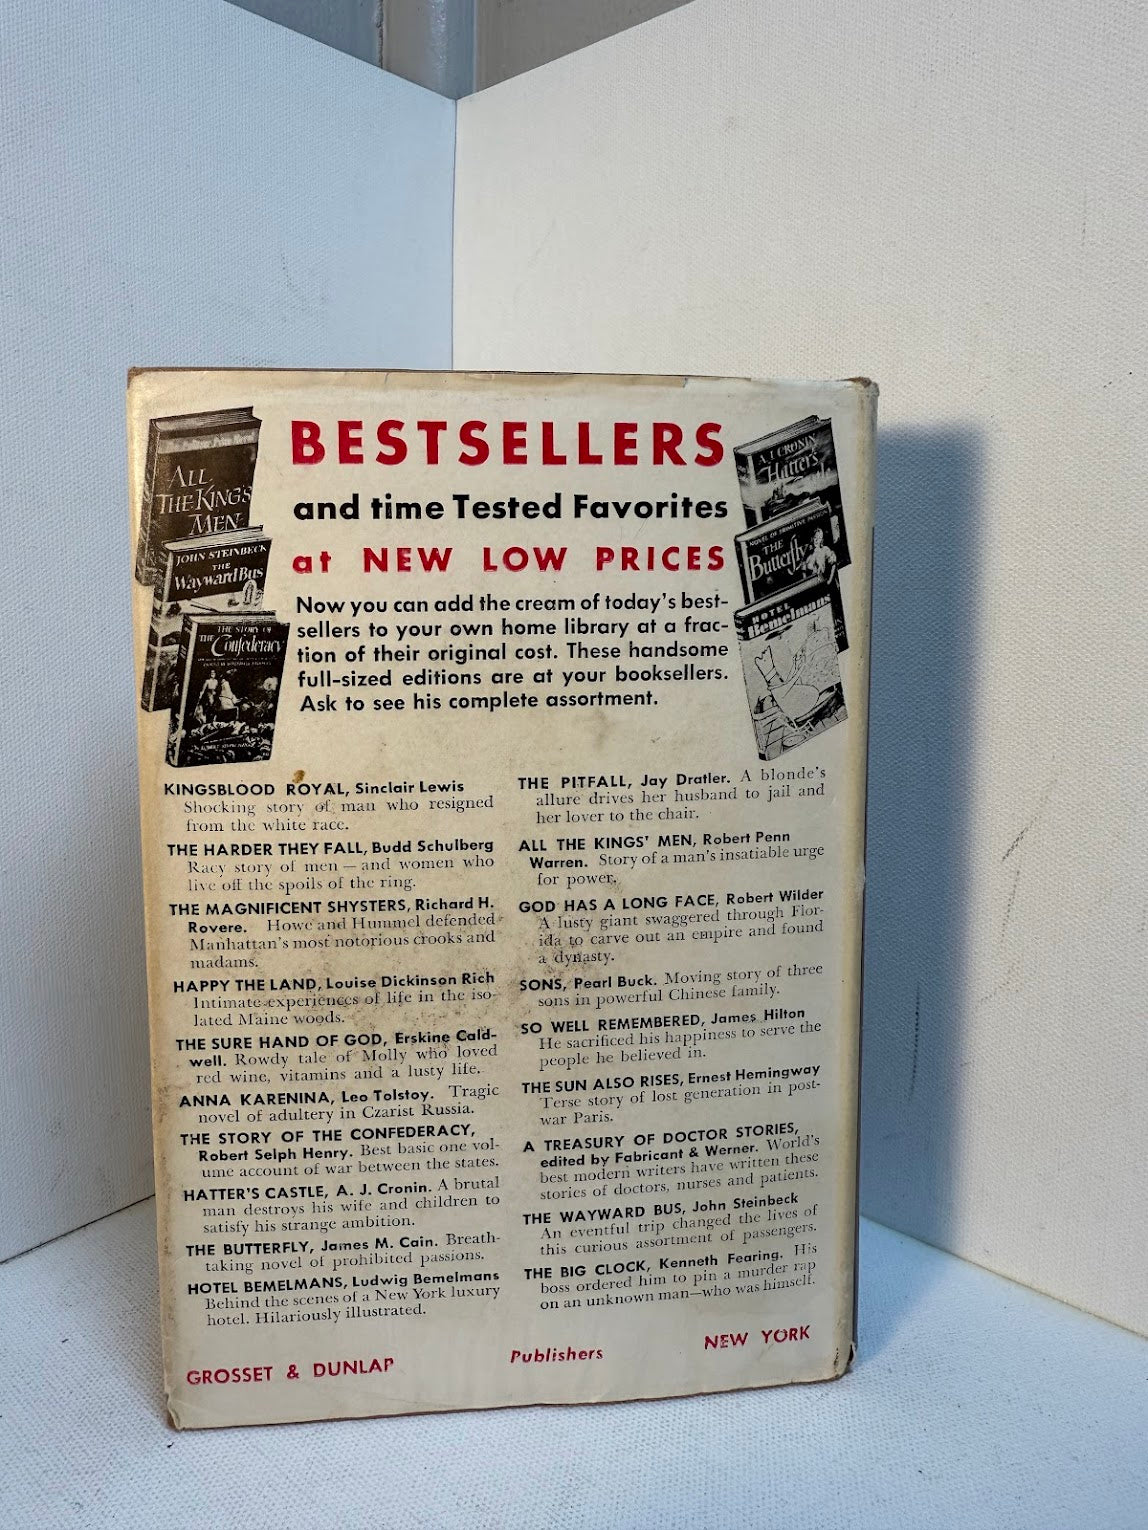 BESTSELLERS
and time Tested Favorites
at NEW LOW PRICES
Now you can add the cream of today's best-
sellers to your own home library at a frac-
tion of their original cost. These handsome
full-sized editions are at your booksellers.
Ask to see his complete assortment.
ALL
THE KING'S
MEN
JOHN STEINBECK
THE
Wayward Bus
THE STORY OF
THE Confederacy
A. J. CRONIN
Hatter's
NOVEL OF PRIMITIVE PASSION
THE
Butterfly
HOTEL
Bemelmans
KINGSBLOOD ROYAL, Sinclair Lewis
Shocking story of man who resigned
from the white race.
THE HARDER THEY FALL, Budd Schulberg
Racy story of men — and women who
live off the spoils of the ring.
THE MAGNIFICENT SHYSTERS, Richard H.
Rovere. Howe and Hummel defended
Manhattan's most notorious crooks and
madams.
HAPPY THE LAND, Louise Dickinson Rich
Intimate experiences of life in the iso-
lated Maine woods.
THE SURE HAND OF GOD, Erskine Cald-
well. Rowdy tale of Molly who loved
red wine, vitamins and a lusty life.
ANNA KARENINA, Leo Tolstoy. Tragic
novel of adultery in Czarist Russia.
THE STORY OF THE CONFEDERACY,
Robert Selph Henry. Best basic one vol-
ume account of war between the states.
HATTER'S CASTLE, A. J. Cronin. A brutal
man destroys his wife and children to
satisfy his strange ambition.
THE BUTTERFLY, James M. Cain. Breath-
taking novel of prohibited passions.
HOTEL BEMELMANS, Ludwig Bemelmans
Behind the scenes of a New York luxury
hotel. Hilariously illustrated.
THE PITFALL, Jay Dratler. A blonde's
allure drives her husband to jail and
her lover to the chair.
ALL THE KINGS' MEN, Robert Penn
Warren. Story of a man's insatiable urge
for power.
GOD HAS A LONG FACE, Robert Wilder
A lusty giant swaggered through Flor-
ida to carve out an empire and found
a dynasty.
SONS, Pearl Buck. Moving story of three
sons in powerful Chinese family.
SO WELL REMEMBERED, James Hilton
He sacrificed his happiness to serve the
people he believed in.
THE SUN ALSO RISES, Ernest Hemingway
Terse story of lost generation in post-
war Paris.
A TREASURY OF DOCTOR STORIES,
edited by Fabricant & Werner. World's
best modern writers have written these
stories of doctors, nurses and patients.
THE WAYWARD BUS, John Steinbeck
An eventful trip changed the lives of
this curious assortment of passengers.
THE BIG CLOCK, Kenneth Fearing. His
boss ordered him to pin a murder rap
on an unknown man—who was himself.
GROSSET & DUNLAP Publishers NEW YORK